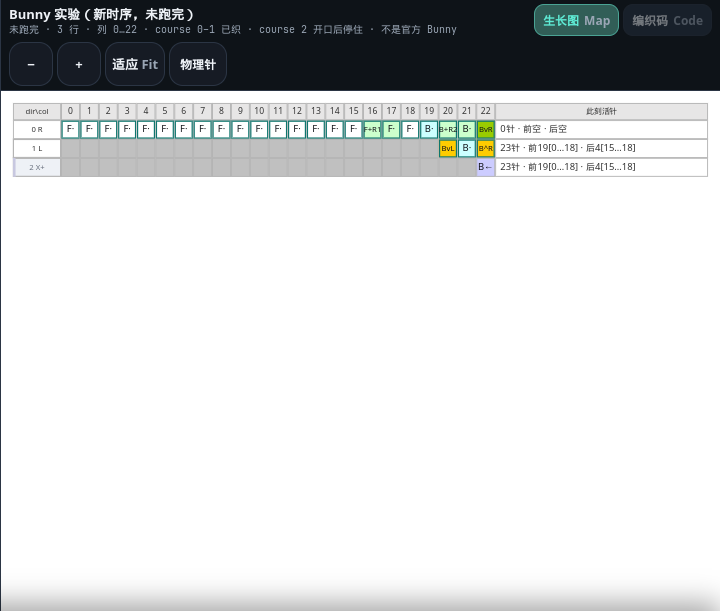 Bunny 实验（新时序，未跑完）
未跑完 · 3 行 · 列 0…22 · course 0–1 已织 · course 2 开口后停住 · 不是官方 Bunny
生长图 Map 编织码 Code
− + 适应 Fit 物理针
dir\col 0 1 2 3 4 5 6 7 8 9 10 11 12 13 14 15 16 17 18 19 20 21 22 此刻活针
0 R F· F· F· F· F· F· F· F· F· F· F· F· F· F· F· F· F+R1 F· F· B· B+R2 B· BvR 0针 · 前空 · 后空
1 L BvL B· B^R 23针 · 前19[0…18] · 后4[15…18]
2 X+ B← 23针 · 前19[0…18] · 后4[15…18]